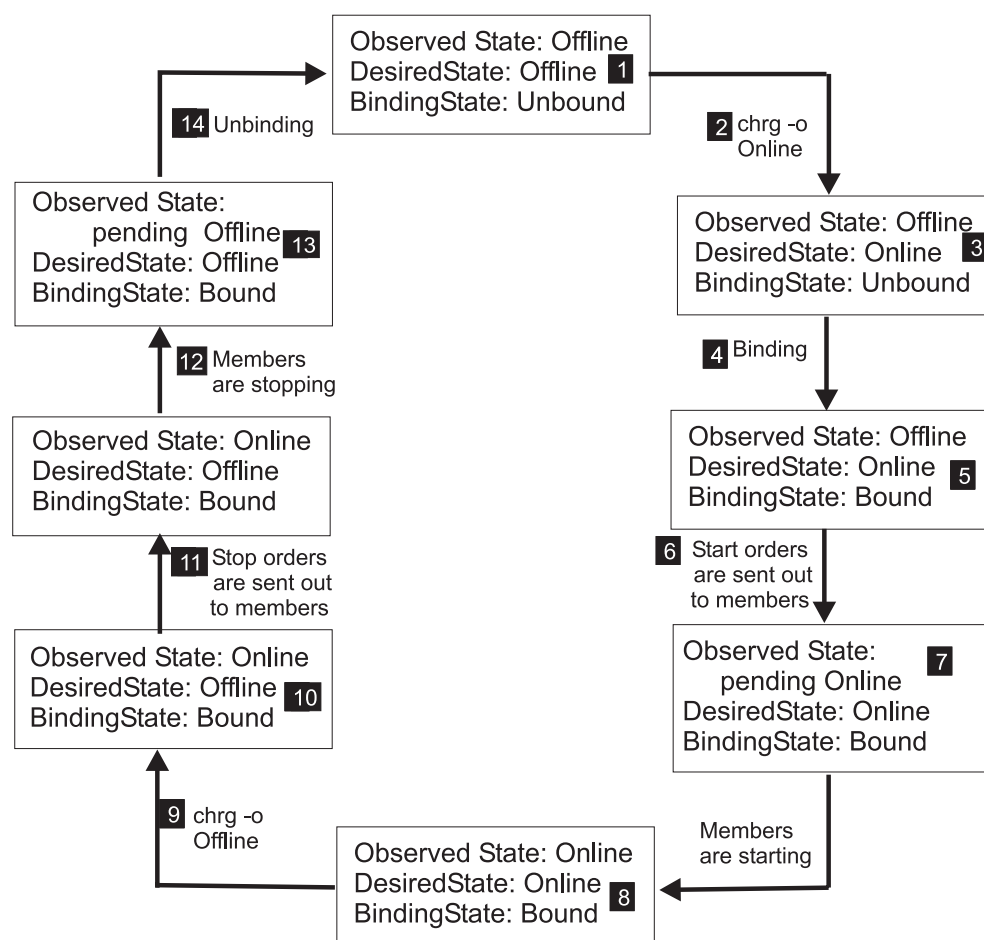 Observed State: Offline
DesiredState: Offline 1
BindingState: Unbound
2 chrg -o
Online
Observed State: Offline
DesiredState: Online 3
BindingState: Unbound
4 Binding
Observed State: Offline
DesiredState: Online 5
BindingState: Bound
6 Start orders
are sent out
to members
Observed State: 7
pending Online
DesiredState: Online
BindingState: Bound
Members
are starting
Observed State: Online
DesiredState: Online 8
BindingState: Bound
9 chrg -o
Offline
Observed State: Online
DesiredState: Offline 10
BindingState: Bound
11 Stop orders
are sent out
to members
Observed State: Online
DesiredState: Offline
BindingState: Bound
12 Members
are stopping
Observed State:
pending Offline 13
DesiredState: Offline
BindingState: Bound
14 Unbinding